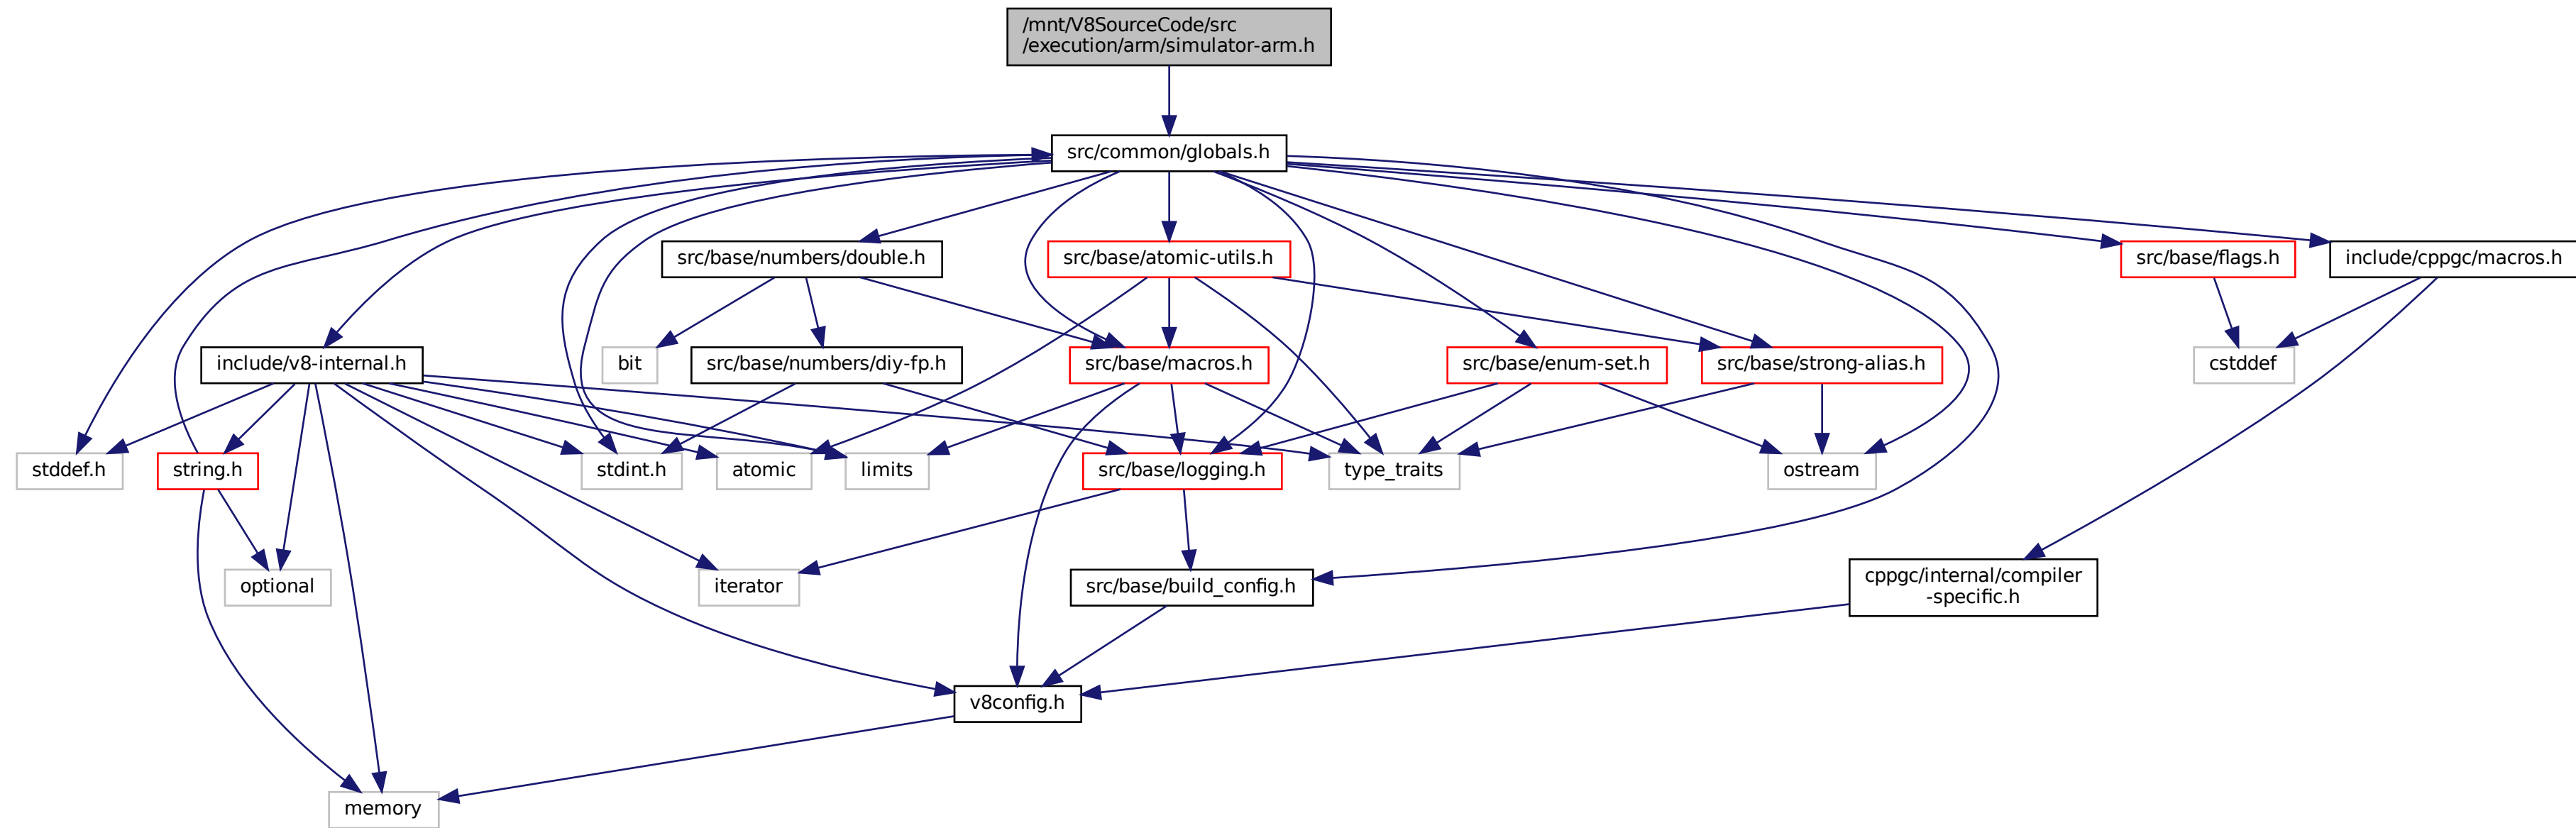 /mnt/V8SourceCode/src
/execution/arm/simulator-arm.h
src/common/globals.h
src/base/numbers/double.h
src/base/atomic-utils.h
src/base/flags.h
include/cppgc/macros.h
include/v8-internal.h
bit
src/base/numbers/diy-fp.h
src/base/macros.h
src/base/enum-set.h
src/base/strong-alias.h
cstddef
stddef.h
string.h
stdint.h
atomic
limits
src/base/logging.h
type_traits
ostream
optional
iterator
src/base/build_config.h
cppgc/internal/compiler
-specific.h
v8config.h
memory